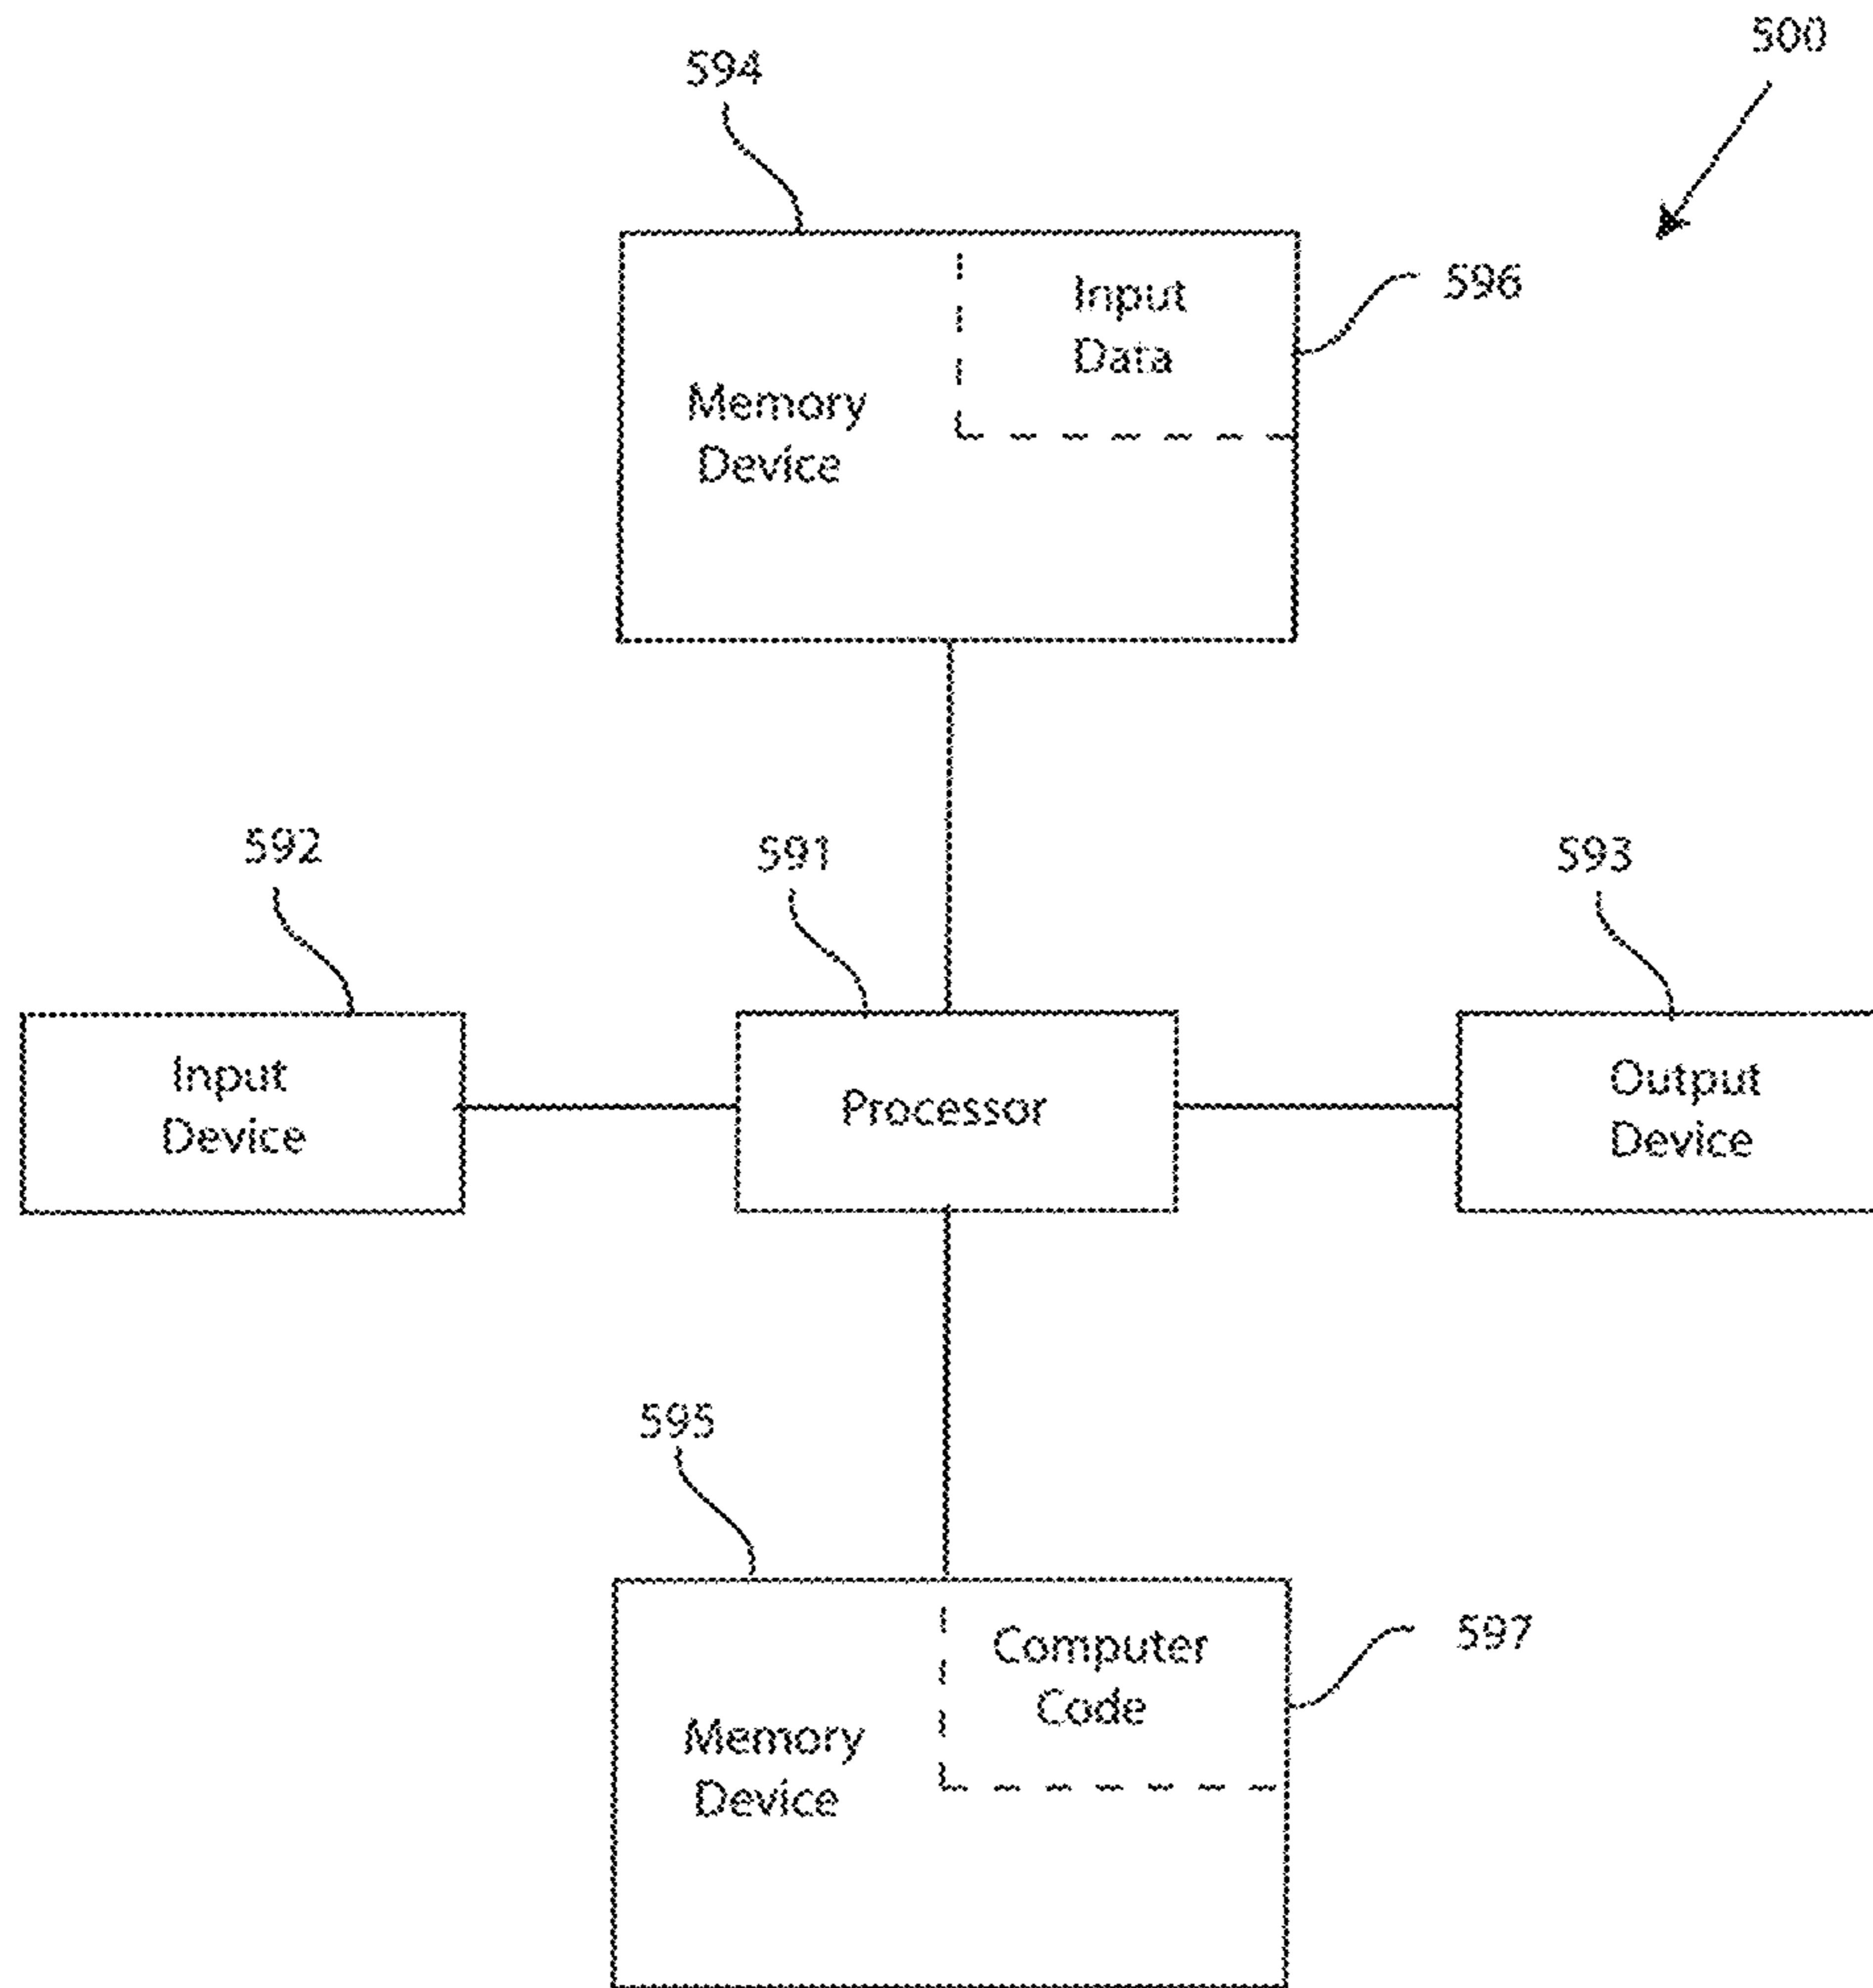 500
594
Input
Data
596
Memory
Device
592
591
593
Input
Device
Processor
Output
Device
595
Computer
Code
597
Memory
Device